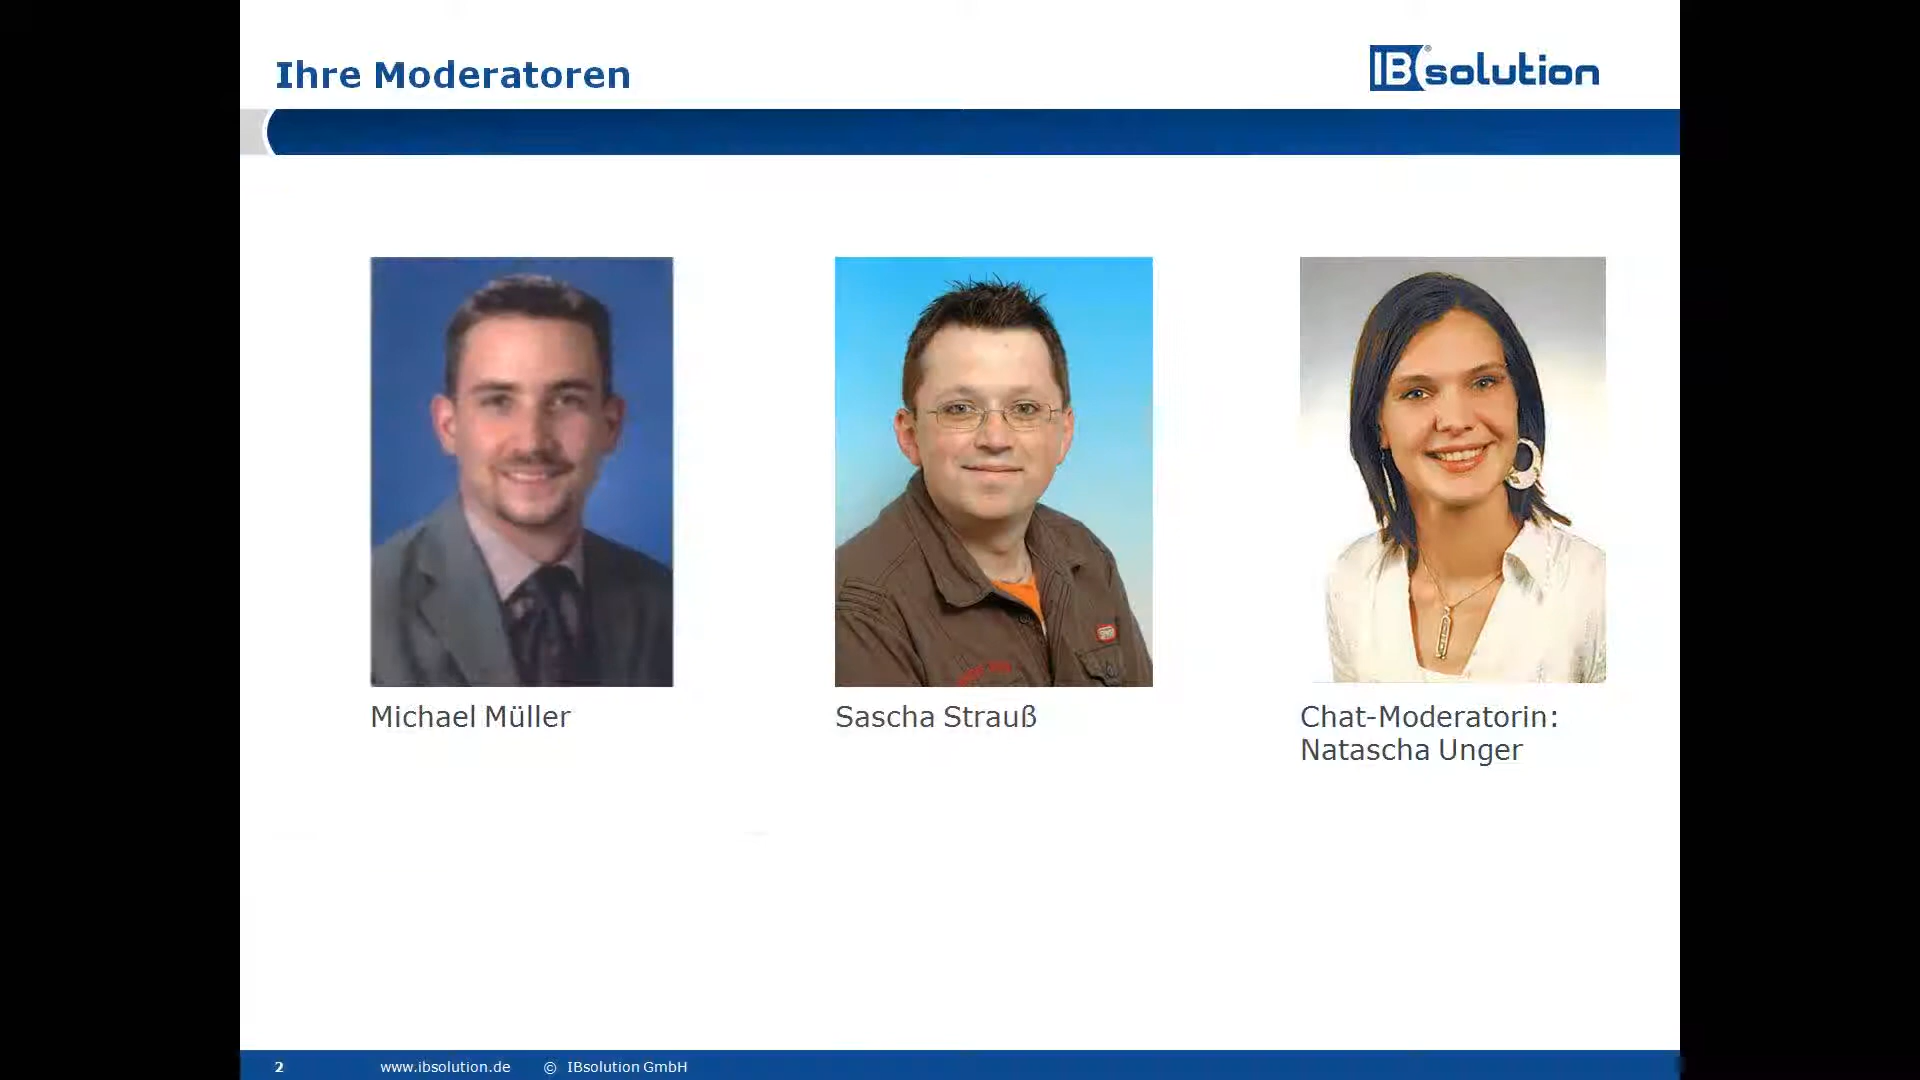 Ihre Moderatoren
IBsolution®
Michael Müller
Sascha Strauß
Chat-Moderatorin:
Natascha Unger
2 www.ibsolution.de © IBsolution GmbH